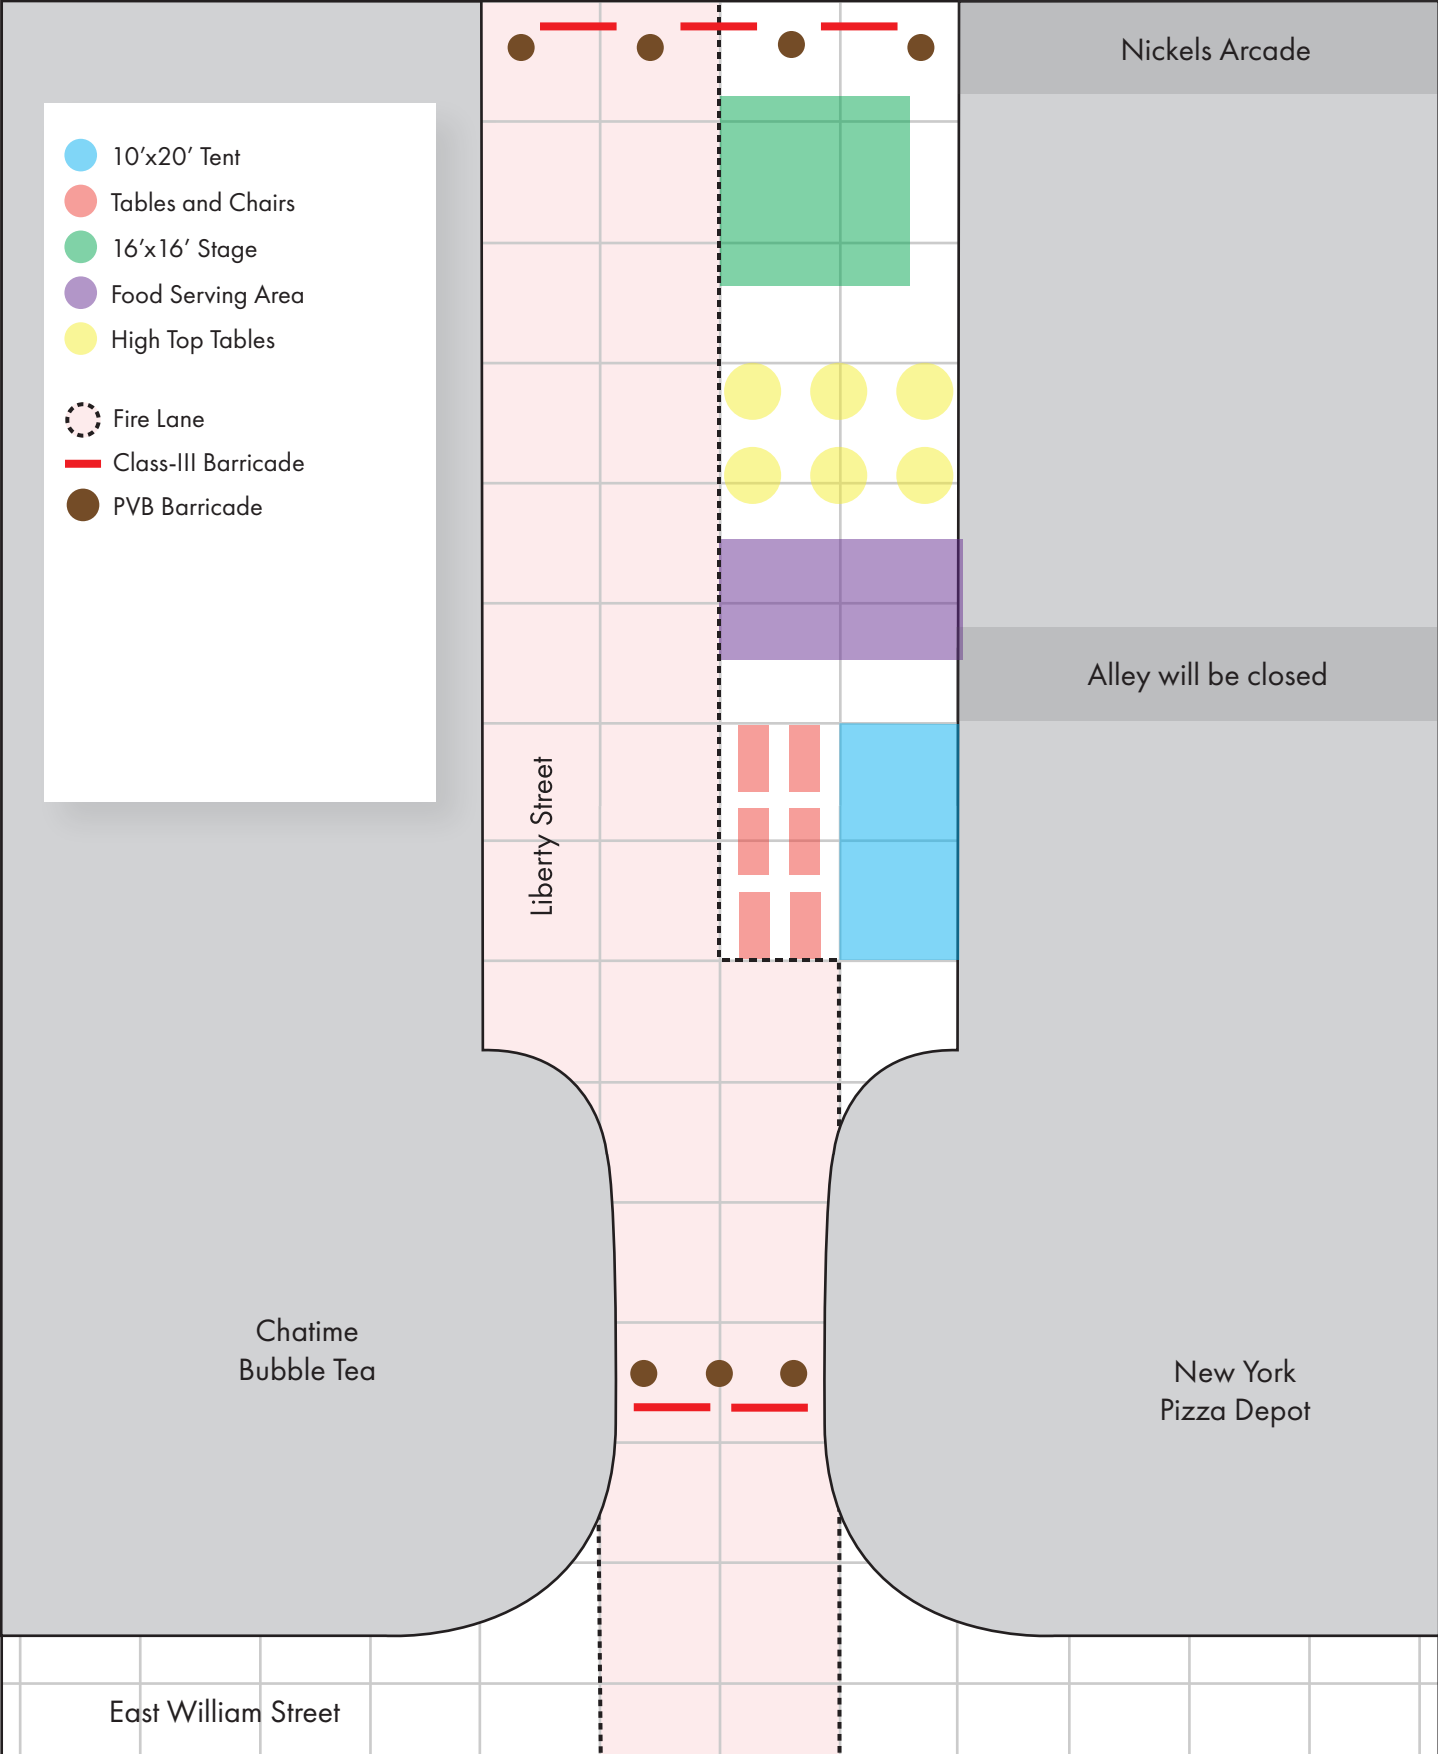 Nickels Arcade
10’x20’ Tent
Tables and Chairs
16’x16’ Stage
Food Serving Area
High Top Tables
Fire Lane
Class-III Barricade
PVB Barricade
Alley will be closed
Liberty Street
Chatime
Bubble Tea
New York
Pizza Depot
East William Street